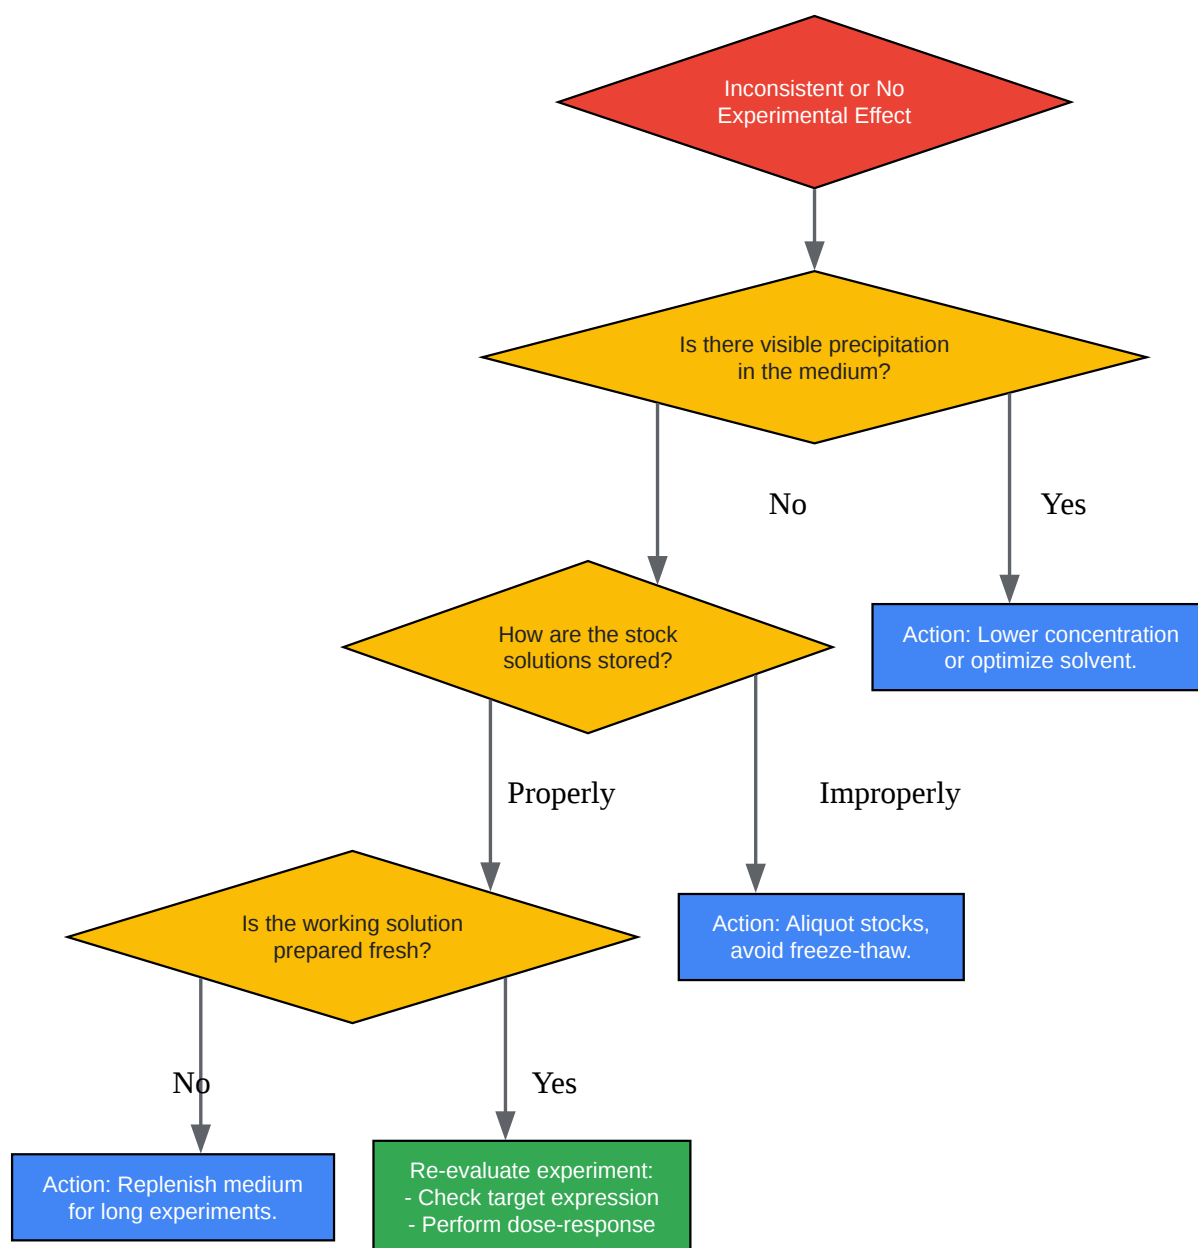 Inconsistent or No
Experimental Effect
Is there visible precipitation
in the medium?
No
Yes
How are the stock
solutions stored?
Action: Lower concentration
or optimize solvent.
Properly
Improperly
Is the working solution
prepared fresh?
Action: Aliquot stocks,
avoid freeze-thaw.
No
Yes
Action: Replenish medium
for long experiments.
Re-evaluate experiment:
- Check target expression
- Perform dose-response